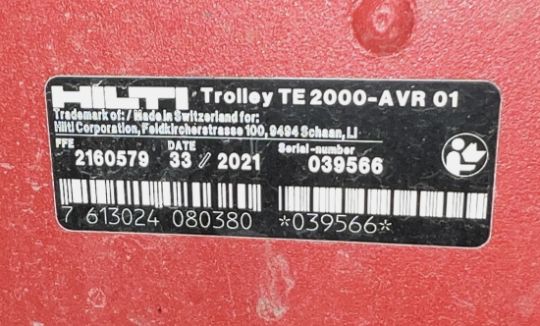 HILTI Trolley TE 2000-AVR 01
Trademark of: / Made in Switzerland for:
Hilti Corporation, Feldkircherstrasse 100, 9494 Schaan, LI
PFE DATE Serial-number
2160579 33 // 2021 039566
7 613024 080380 *039566*